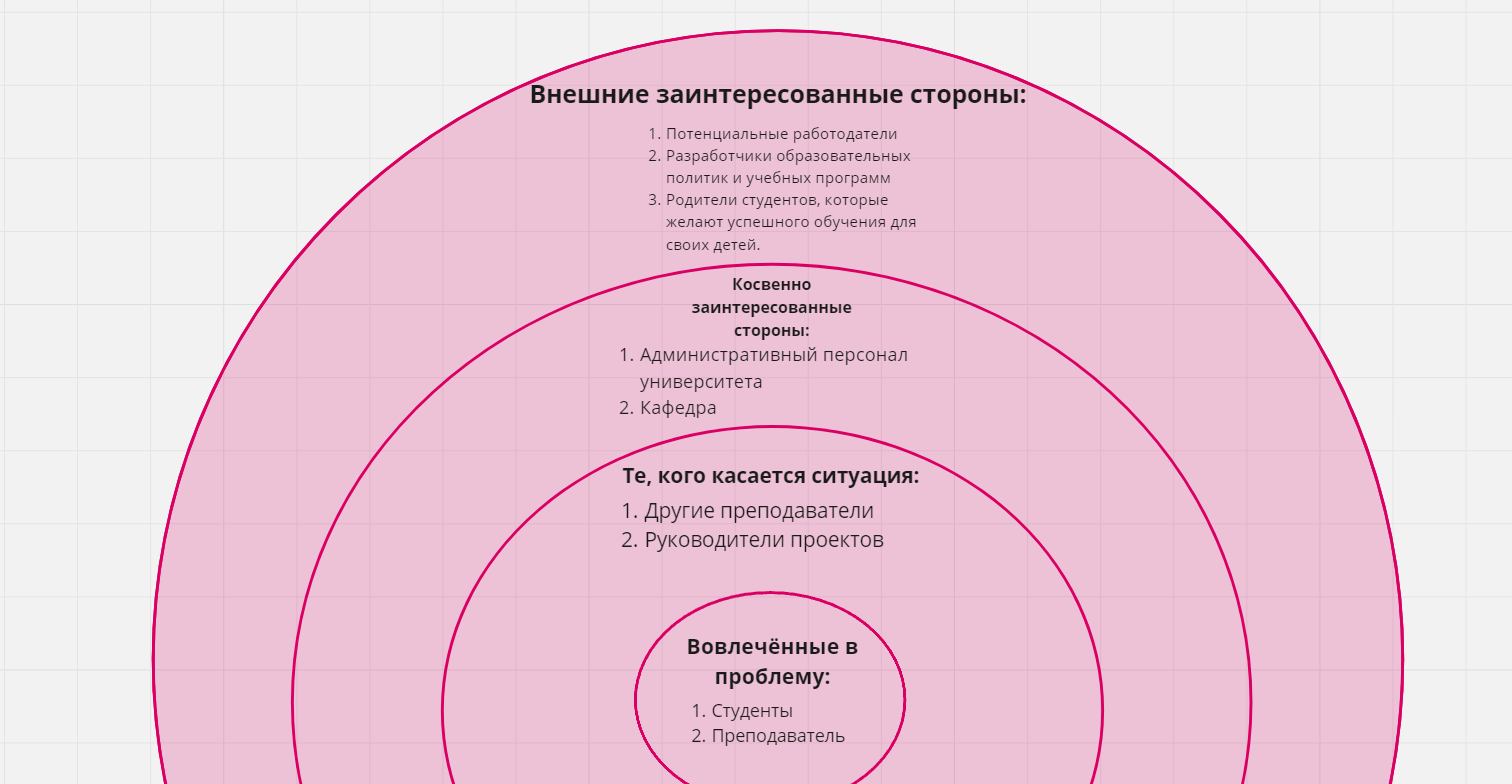 Внешние заинтересованные стороны:
1. Потенциальные работодатели
2. Разработчики образовательных
политик и учебных программ
3. Родители студентов, которые
желают успешного обучения для
своих детей.
Косвенно
заинтересованные
стороны:
1. Административный персонал
университета
2. Кафедра
Те, кого касается ситуация:
1. Другие преподаватели
2. Руководители проектов
Вовлечённые в
проблему:
1. Студенты
2. Преподаватель